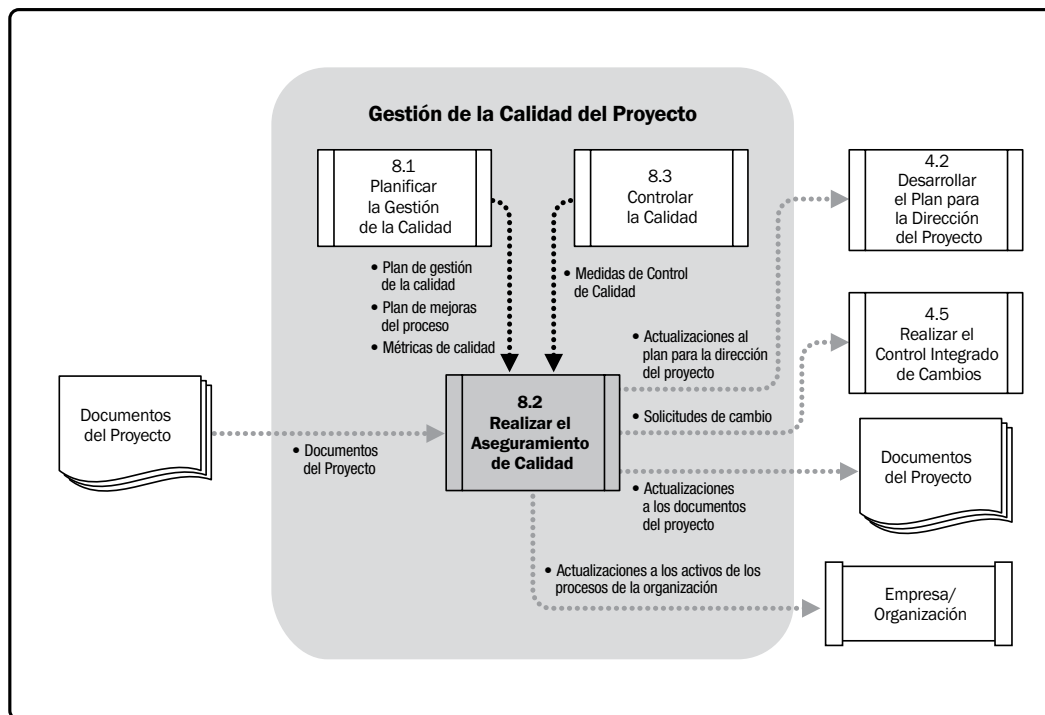 Gestión de la Calidad del Proyecto
8.1
Planificar
la Gestión
de la Calidad
8.3
Controlar
la Calidad
4.2
Desarrollar
el Plan para
la Dirección
del Proyecto
• Plan de gestión
de la calidad
• Plan de mejoras
del proceso
• Métricas de calidad
• Medidas de Control
de Calidad
• Actualizaciones al
plan para la dirección
del proyecto
4.5
Realizar el
Control Integrado
de Cambios
Documentos
del Proyecto
• Documentos
del Proyecto
8.2
Realizar el
Aseguramiento
de Calidad
• Solicitudes de cambio
• Actualizaciones
a los documentos
del proyecto
Documentos
del Proyecto
• Actualizaciones a los activos de los
procesos de la organización
Empresa/
Organización